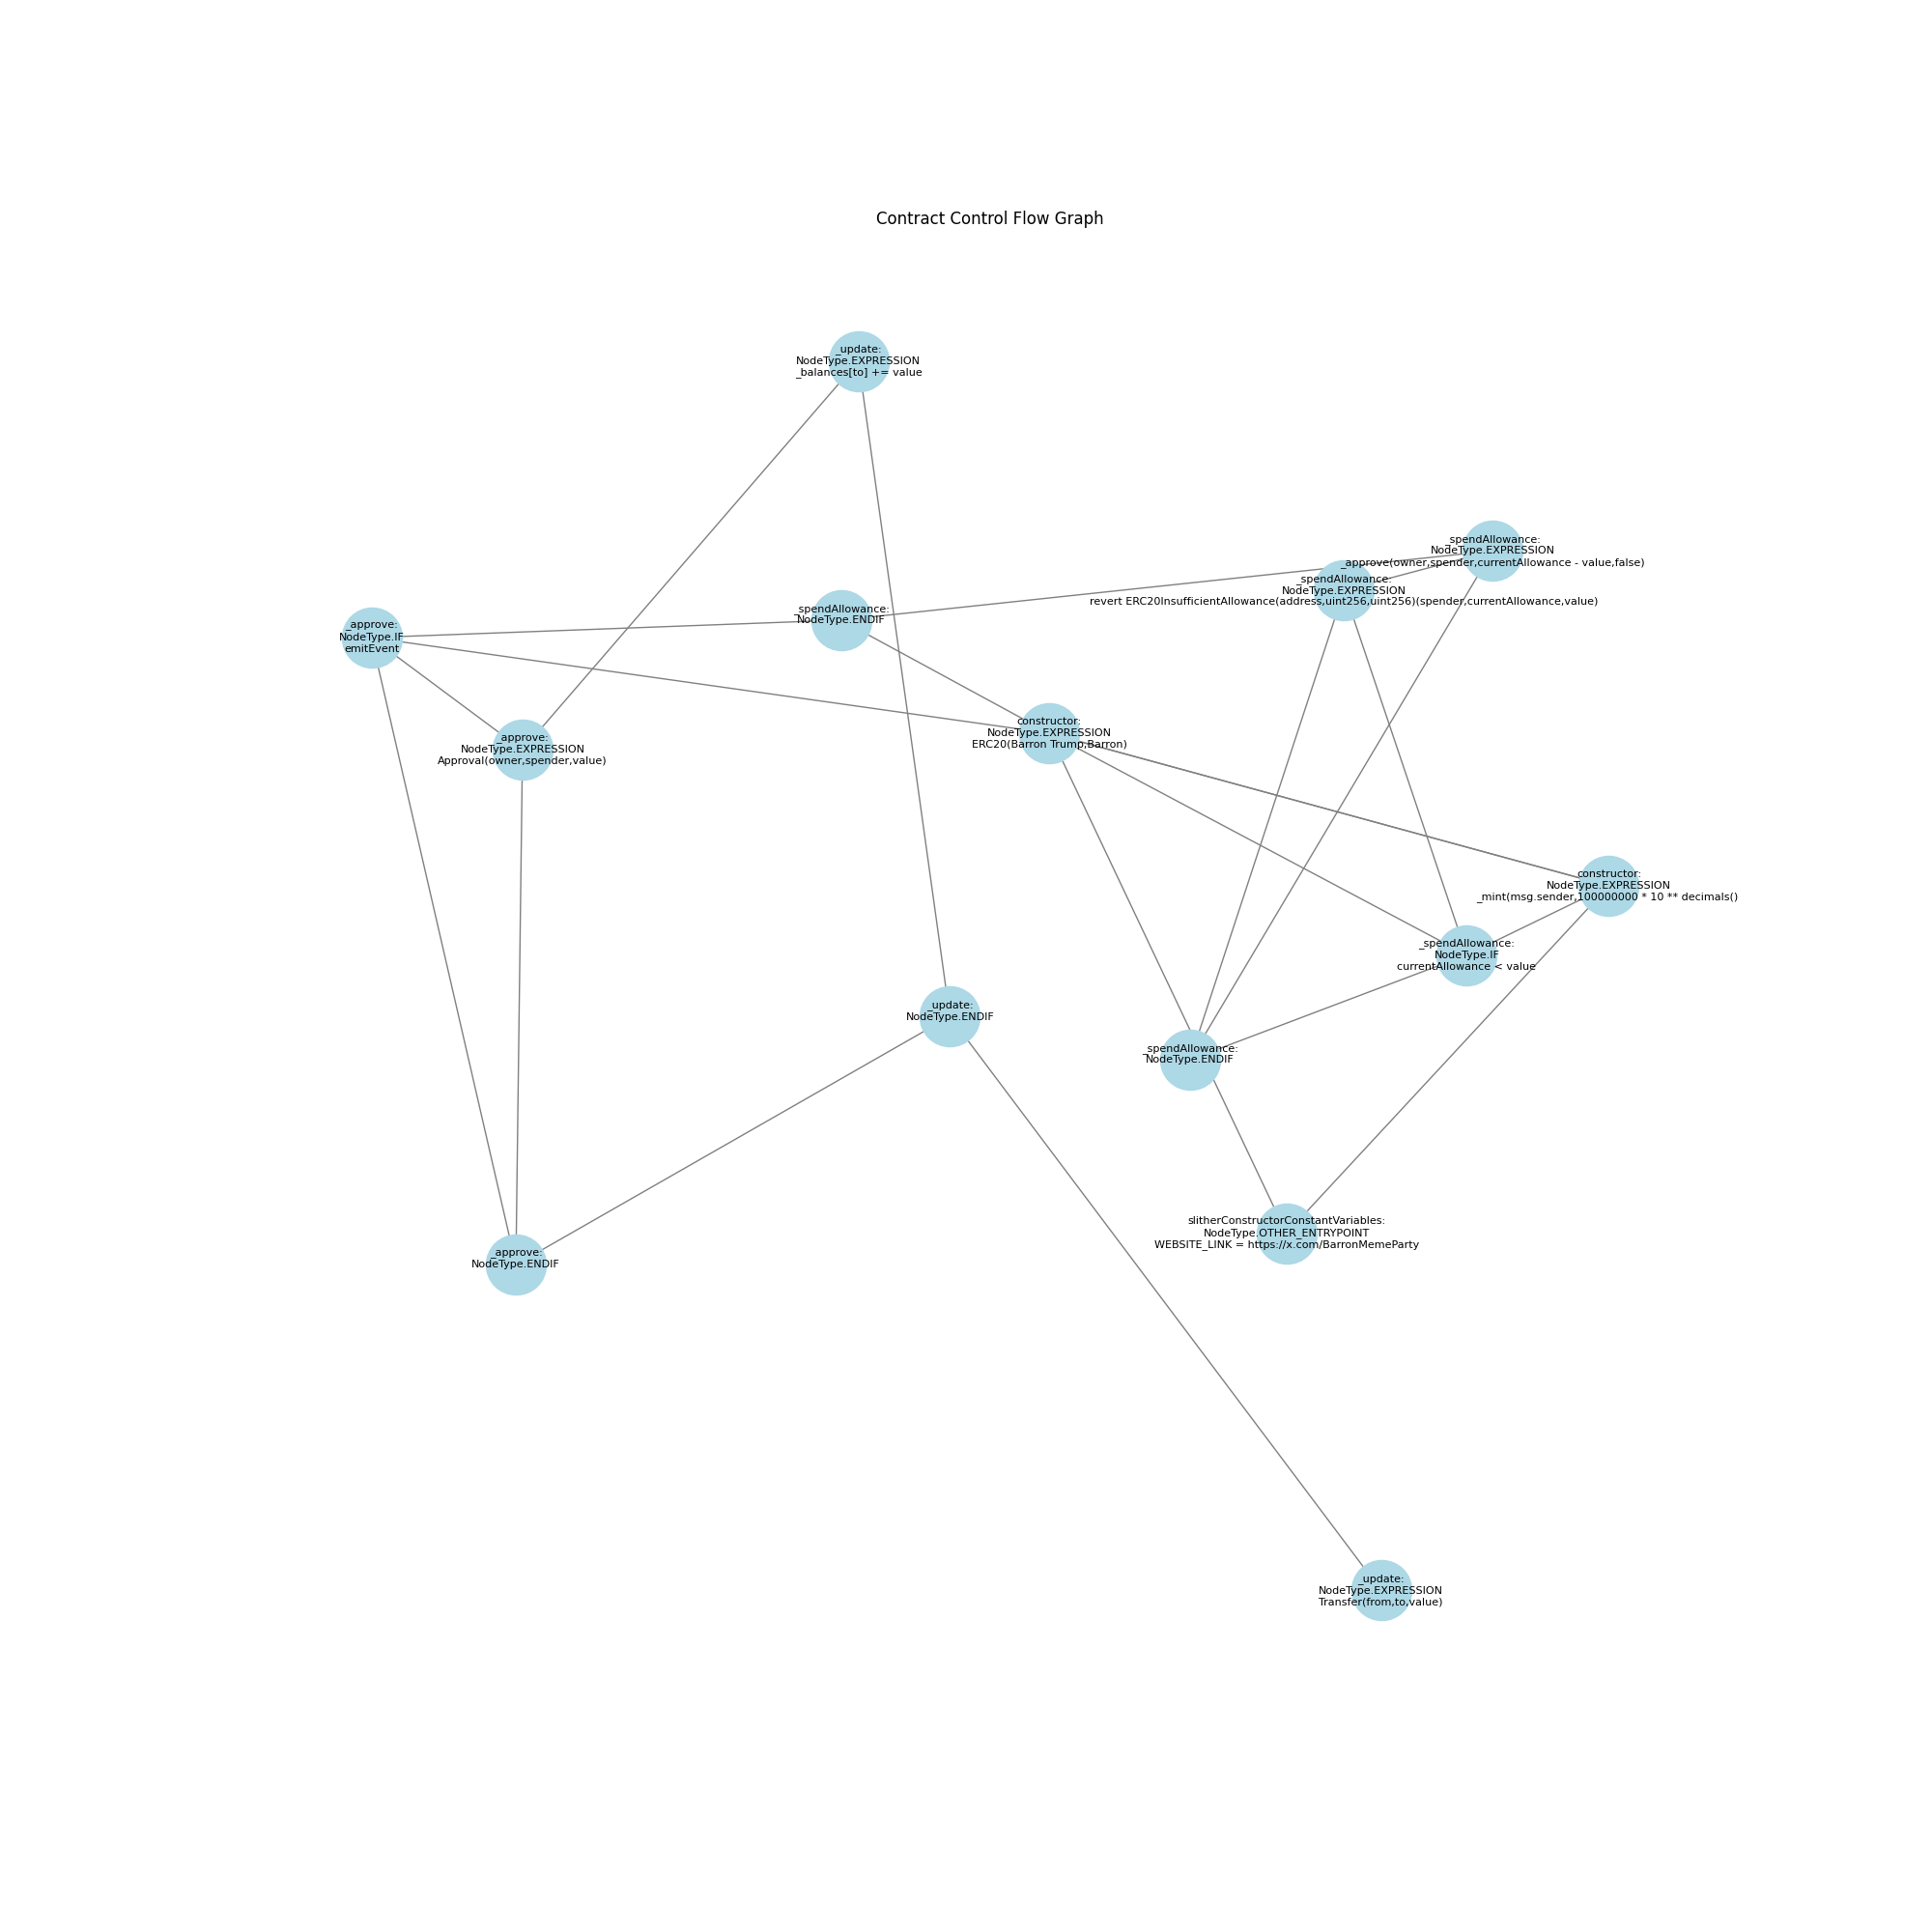 Contract Control Flow Graph
_update:
NodeType.EXPRESSION
_balances[to] += value
_spendAllowance:
NodeType.EXPRESSION
_approve(owner,spender,currentAllowance - value,false)
_spendAllowance:
NodeType.EXPRESSION
revert ERC20InsufficientAllowance(address,uint256,uint256)(spender,currentAllowance,value)
_spendAllowance:
NodeType.ENDIF
_approve:
NodeType.IF
emitEvent
constructor:
NodeType.EXPRESSION
ERC20(Barron Trump,Barron)
_approve:
NodeType.EXPRESSION
Approval(owner,spender,value)
constructor:
NodeType.EXPRESSION
_mint(msg.sender,100000000 * 10 ** decimals()
_spendAllowance:
NodeType.IF
currentAllowance < value
_update:
NodeType.ENDIF
_spendAllowance:
NodeType.ENDIF
slitherConstructorConstantVariables:
NodeType.OTHER_ENTRYPOINT
WEBSITE_LINK = https://x.com/BarronMemeParty
_approve:
NodeType.ENDIF
_update:
NodeType.EXPRESSION
Transfer(from,to,value)